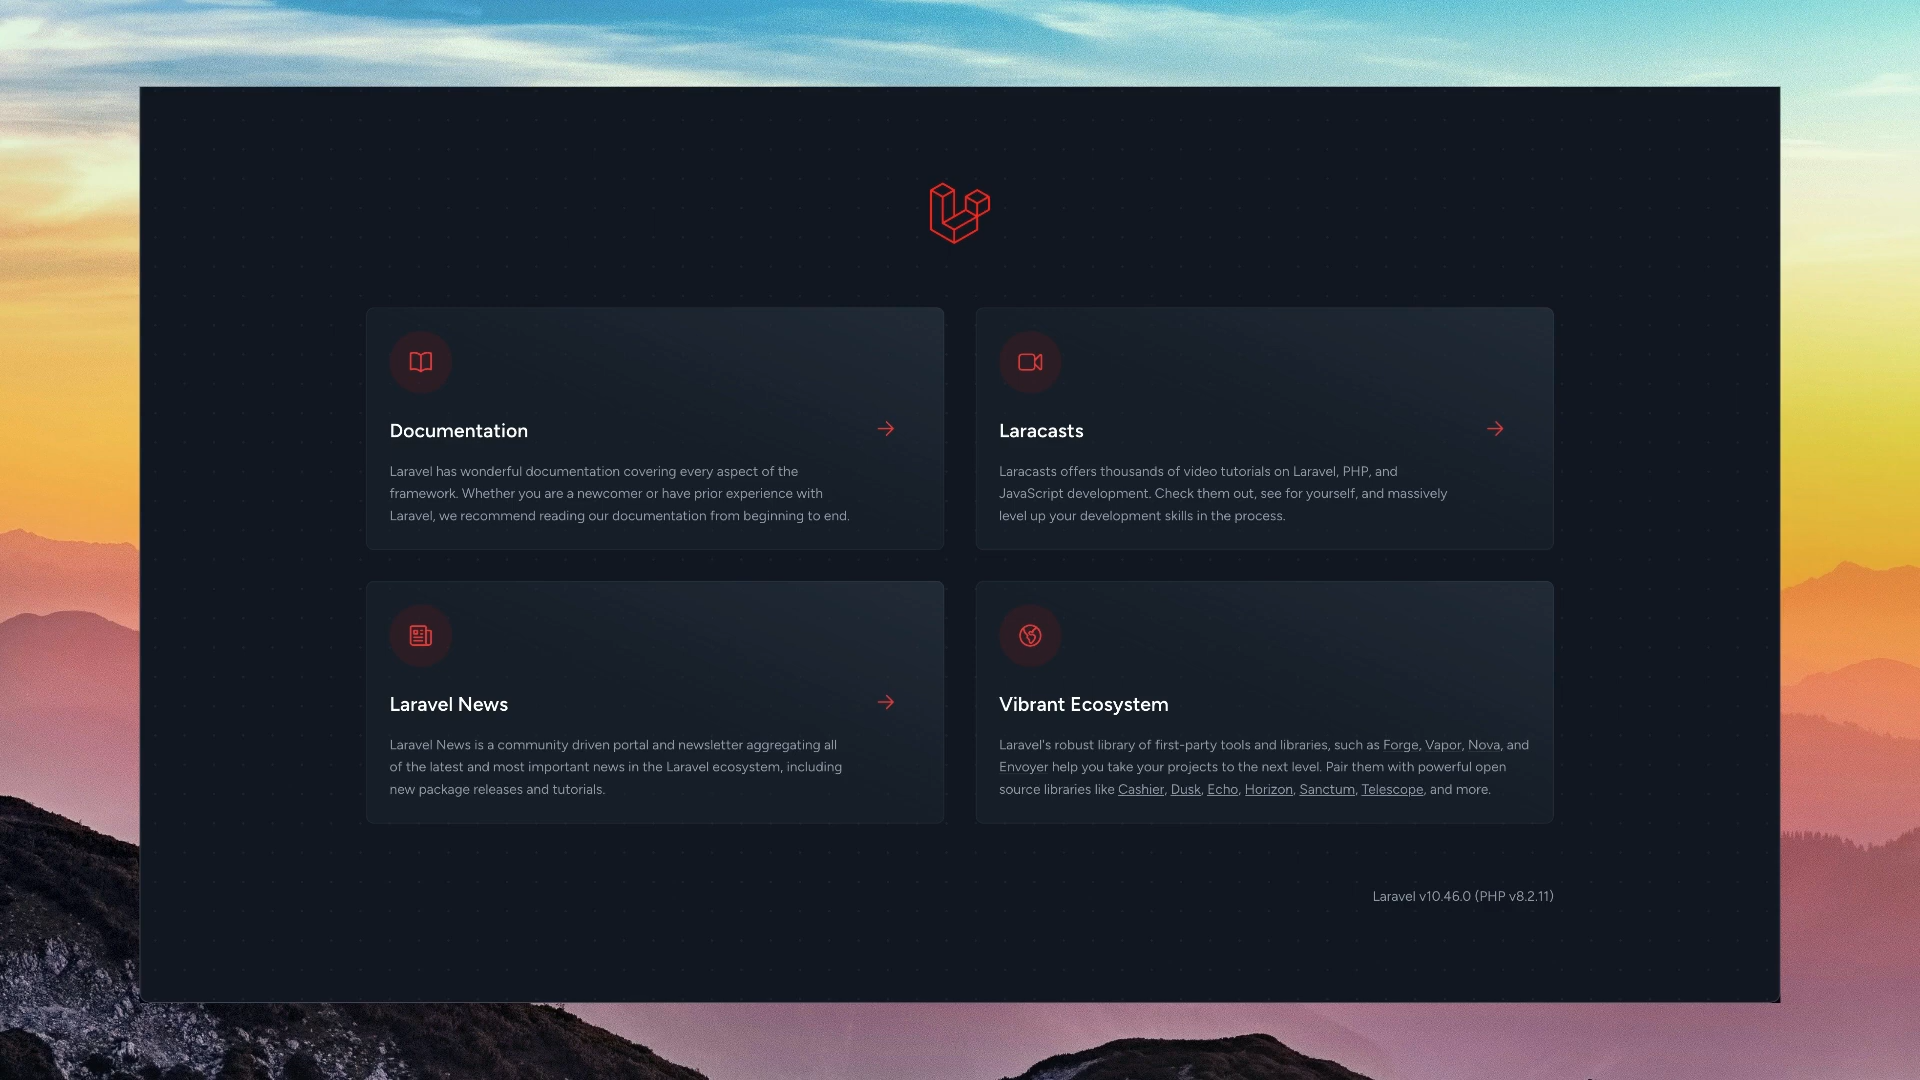 Documentation
Laravel has wonderful documentation covering every aspect of the
framework. Whether you are a newcomer or have prior experience with
Laravel, we recommend reading our documentation from beginning to end.
Laracasts
Laracasts offers thousands of video tutorials on Laravel, PHP, and
JavaScript development. Check them out, see for yourself, and massively
level up your development skills in the process.
Laravel News
Laravel News is a community driven portal and newsletter aggregating all
of the latest and most important news in the Laravel ecosystem, including
new package releases and tutorials.
Vibrant Ecosystem
Laravel's robust library of first-party tools and libraries, such as Forge, Vapor, Nova, and
Envoyer help you take your projects to the next level. Pair them with powerful open
source libraries like Cashier, Dusk, Echo, Horizon, Sanctum, Telescope, and more.
Laravel v10.46.0 (PHP v8.2.11)